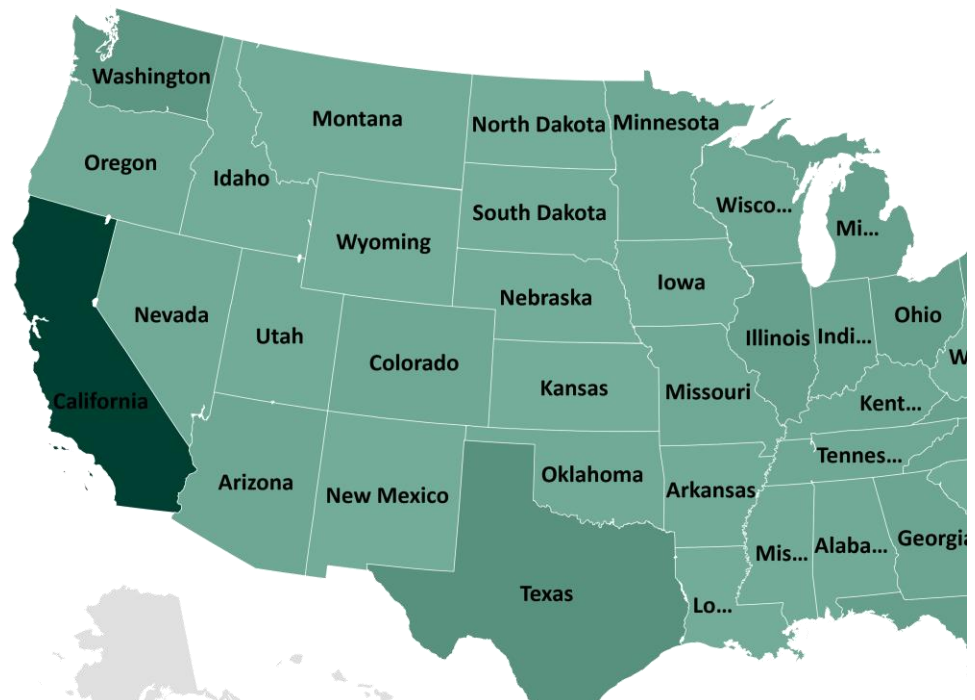 Washington
Montana
North Dakota
Minnesota
Oregon
Idaho
Wisco...
South Dakota
Mi...
Wyoming
Iowa
Nebraska
Nevada
Ohio
Utah
Illinois
Indi...
W
Colorado
Kansas
Missouri
California
Kent...
Tennes...
Arizona
Oklahoma
New Mexico
Arkansas
Georgia
Mis...
Alaba...
Texas
Lo...